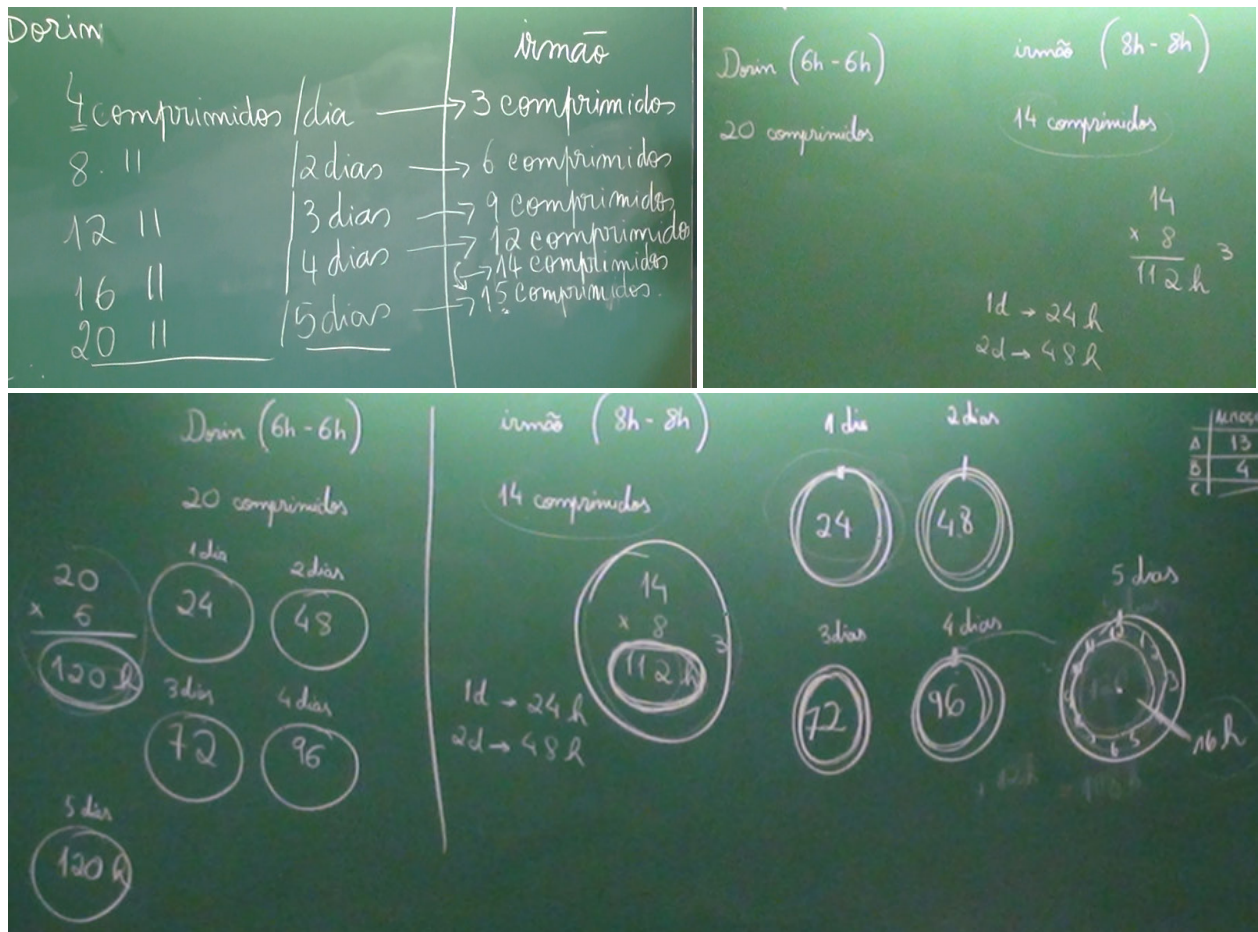 Dorin
irmão
4 comprimidos /dia → 3 comprimidos
8. " /2 dias → 6 comprimidos
12 " /3 dias → 9 comprimidos
16 " /4 dias → 12 comprimidos
→ 14 comprimidos
20 " /5 dias → 15 comprimidos.
Dorin (6h - 6h)
irmão (8h - 8h)
20 comprimidos
14 comprimidos
14
x 8
112 h
3
1d → 24 h
2d → 48 h
Dorin (6h - 6h)
20 comprimidos
20
x 6
120 h
1 dia
24
2 dias
48
3 dias
72
4 dias
96
5 dias
120 h
irmão (8h - 8h)
14 comprimidos
14
x 8
112 h
3
1d → 24 h
2d → 48 h
1 dia
24
2 dias
48
3 dias
72
4 dias
96
5 dias
16 h
A 13
B 4
C